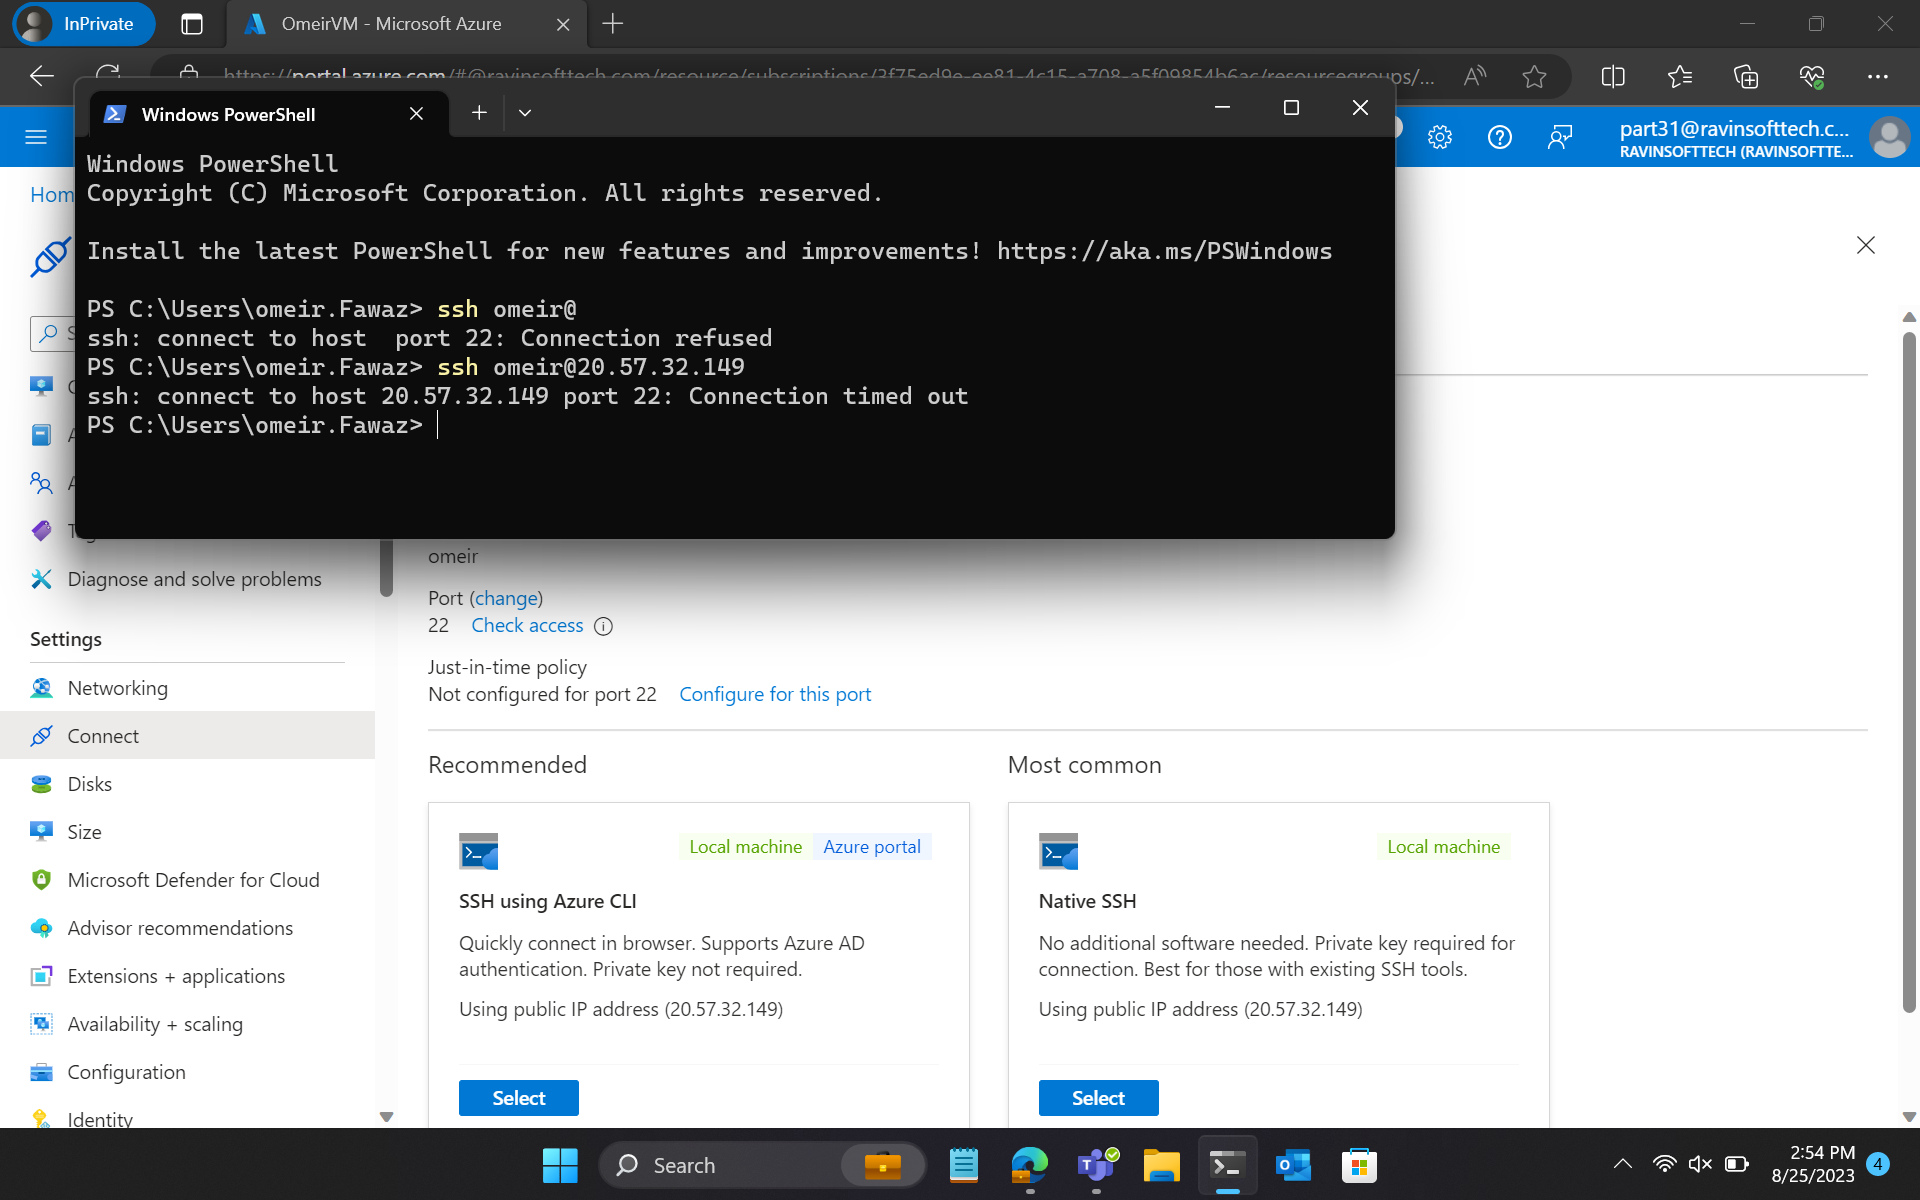 InPrivate
OmeirVM - Microsoft Azure
https://portal.azure.com/#@ravinsofttech.com/resource/subscriptions/3f75ed9e-ee81-4c15-a708-a5f09854b6ac/resourcegroups/...
part31@ravinsofttech.c...
RAVINSOFTTECH (RAVINSOFTTE...
Windows PowerShell
Windows PowerShell
Copyright (C) Microsoft Corporation. All rights reserved.
Install the latest PowerShell for new features and improvements! https://aka.ms/PSWindows
PS C:\Users\omeir.Fawaz> ssh omeir@
ssh: connect to host  port 22: Connection refused
PS C:\Users\omeir.Fawaz> ssh omeir@20.57.32.149
ssh: connect to host 20.57.32.149 port 22: Connection timed out
PS C:\Users\omeir.Fawaz>
Hom
Diagnose and solve problems
Settings
Networking
Connect
Disks
Size
Microsoft Defender for Cloud
Advisor recommendations
Extensions + applications
Availability + scaling
Configuration
Identity
omeir
Port (change)
22 Check access
Just-in-time policy
Not configured for port 22 Configure for this port
Recommended
Local machine Azure portal
SSH using Azure CLI
Quickly connect in browser. Supports Azure AD
authentication. Private key not required.
Using public IP address (20.57.32.149)
Select
Most common
Local machine
Native SSH
No additional software needed. Private key required for
connection. Best for those with existing SSH tools.
Using public IP address (20.57.32.149)
Select
Search
2:54 PM
8/25/2023
4